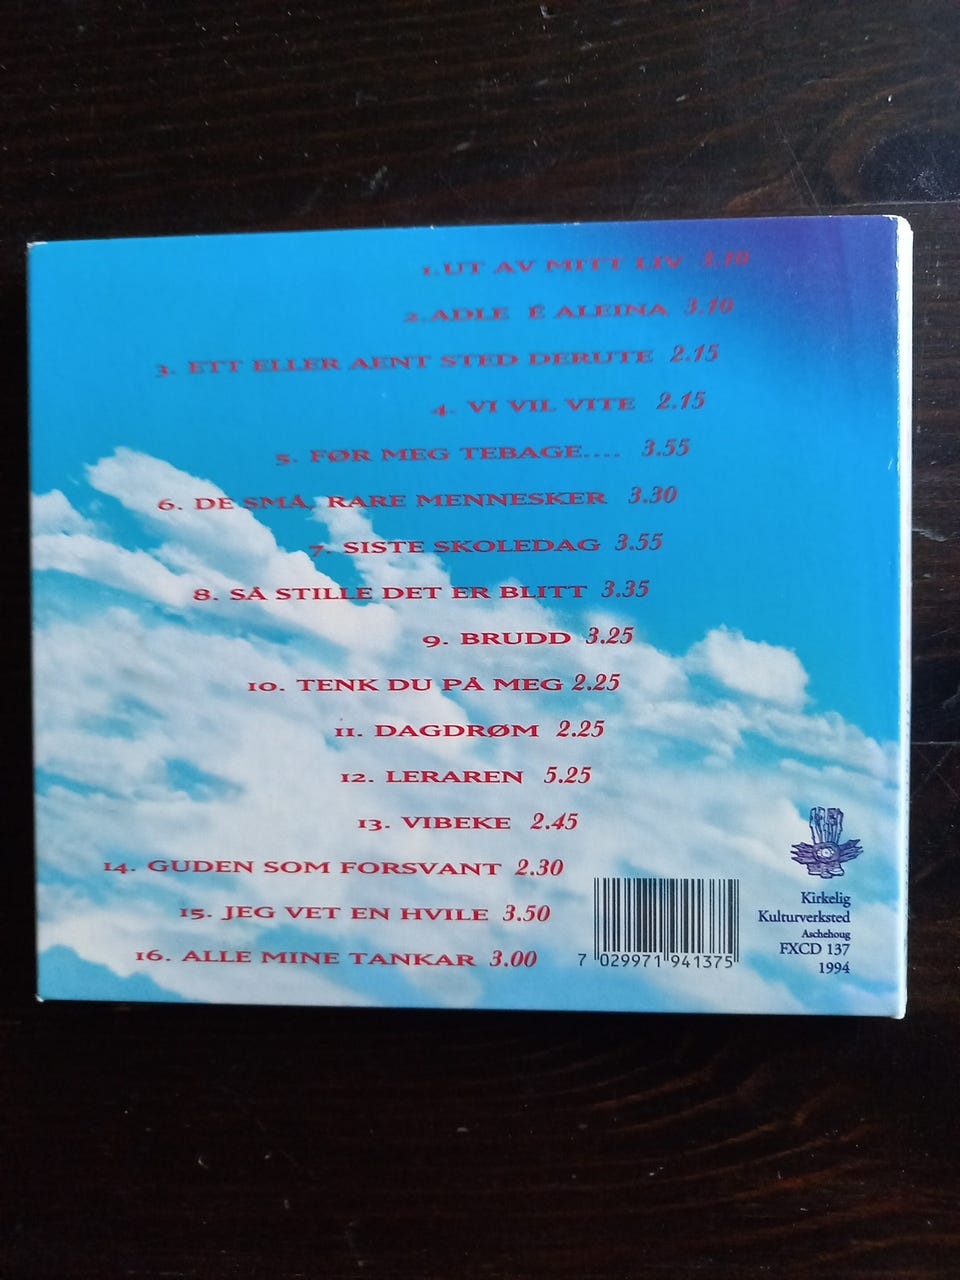 1. UT AV MITT LIV 3.10
2. ADLE É ALEINA 3.10
3. ETT ELLER AENT STED DERUTE 2.15
4. VI VIL VITE 2.15
5. FØR MEG TEBAGE.... 3.55
6. DE SMÅ, RARE MENNESKER 3.30
7. SISTE SKOLEDAG 3.55
8. SÅ STILLE DET ER BLITT 3.35
9. BRUDD 3.25
10. TENK DU PÅ MEG 2.25
11. DAGDRØM 2.25
12. LERAREN 5.25
13. VIBEKE 2.45
14. GUDEN SOM FORSVANT 2.30
15. JEG VET EN HVILE 3.50
16. ALLE MINE TANKAR 3.00
7 029971 941375
Kirkelig
Kulturverksted
Aschehoug
FXCD 137
1994